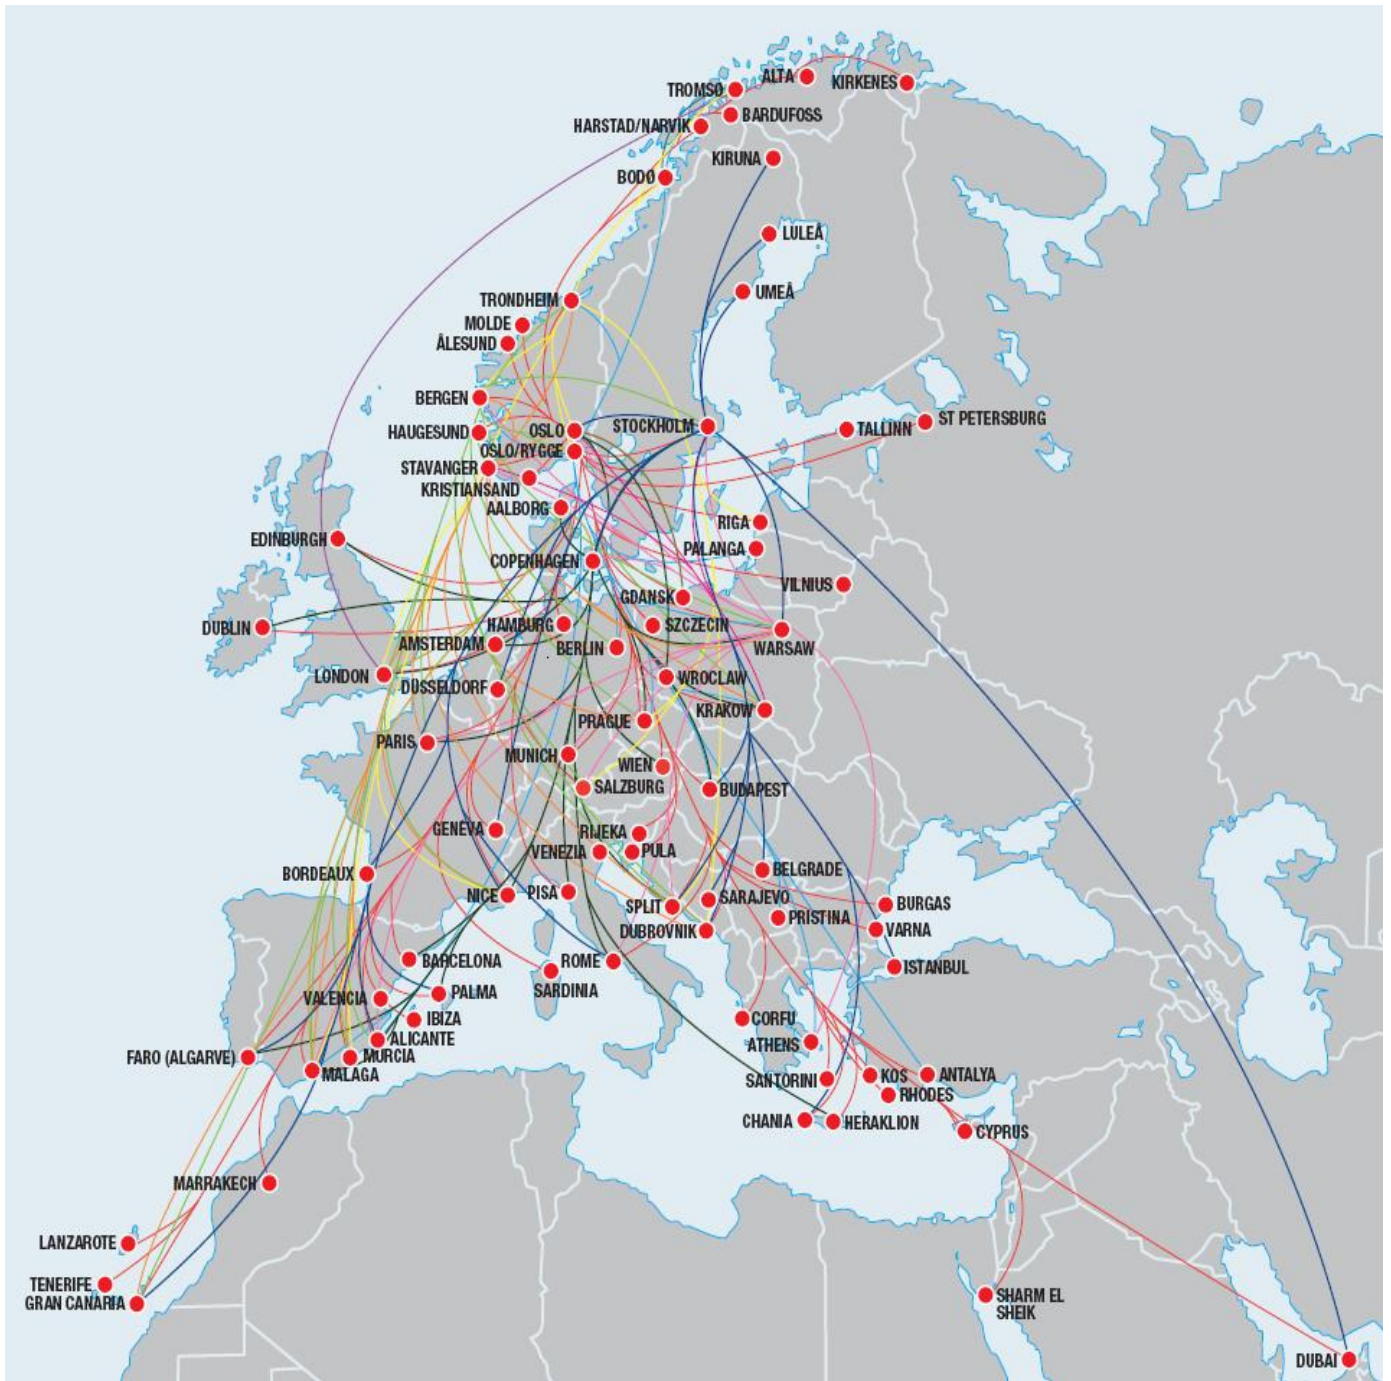 TROMSØ
ALTA
KIRKENES
HARSTAD/NARVIK
BARDUFOSS
KIRUNA
BODØ
LULEÅ
UMEÅ
TRONDHEIM
MOLDE
ÅLESUND
BERGEN
HAUGESUND
OSLO
STOCKHOLM
TALLINN
ST PETERSBURG
OSLO/RYGGE
STAVANGER
KRISTIANSAND
AALBORG
RIGA
EDINBURGH
PALANGA
COPENHAGEN
VILNIUS
GDANSK
DUBLIN
HAMBURG
SZCZECIN
AMSTERDAM
BERLIN
WARSAW
LONDON
DÜSSELDORF
WROCLAW
KRAKOW
PRAGUE
PARIS
MUNICH
WIEN
SALZBURG
BUDAPEST
GENEVA
RIJEKA
VENEZIA
PULA
BORDEAUX
BELGRADE
NICE
PISA
SPLIT
SARAJEVO
BURGAS
PRISTINA
DUBROVNIK
VARNA
BARCELONA
ROME
ISTANBUL
SARDINIA
VALENCIA
PALMA
IBIZA
CORFU
ALICANTE
ATHENS
FARO (ALGARVE)
MURCIA
MALAGA
SANTORINI
KOS
ANTALYA
RHODES
CHANIA
HERAKLION
CYPRUS
MARRAKECH
LANZAROTE
TENERIFE
GRAN CANARIA
SHARM EL
SHEIK
DUBAI